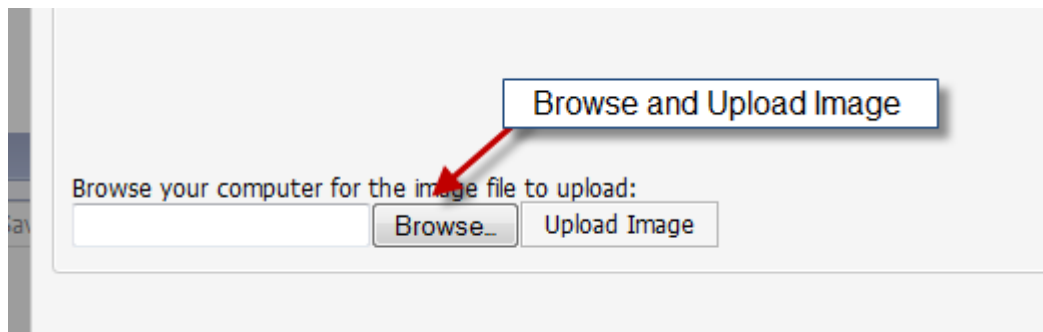 Browse and Upload Image
Browse your computer for the image file to upload:
Browse... Upload Image